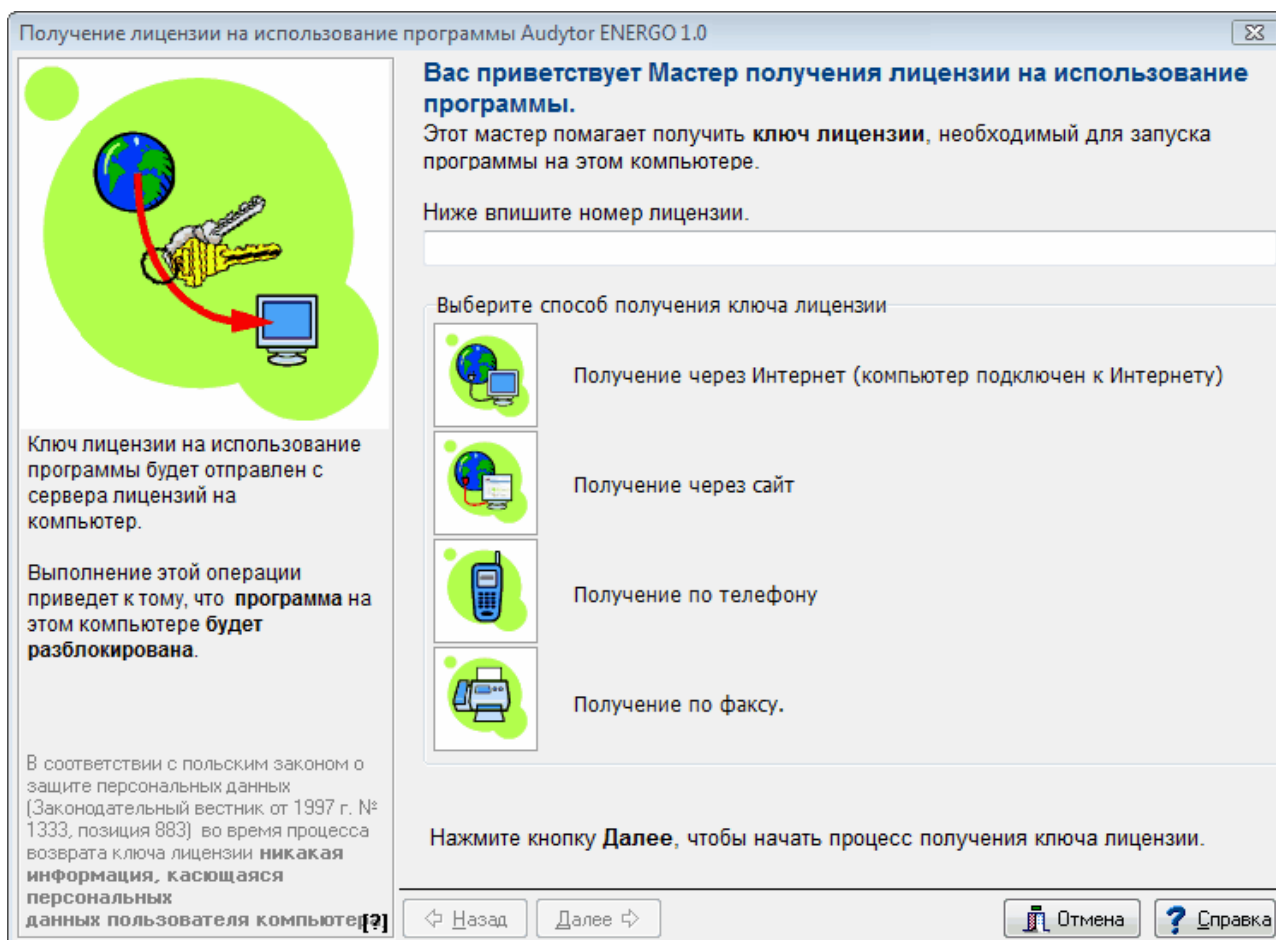 Получение лицензии на использование программы Audytor ENERGO 1.0
Вас приветствует Мастер получения лицензии на использование
программы.
Этот мастер помагает получить ключ лицензии, необходимый для запуска
программы на этом компьютере.
Ниже впишите номер лицензии.
Выберите способ получения ключа лицензии
Получение через Интернет (компьютер подключен к Интернету)
Получение через сайт
Получение по телефону
Получение по факсу.
Ключ лицензии на использование
программы будет отправлен с
сервера лицензий на
компьютер.
Выполнение этой операции
приведет к тому, что программа на
этом компьютере будет
разблокирована.
В соответствии с польским законом о
защите персональных данных
(Законодательный вестник от 1997 г. №
1333, позиция 883) во время процесса
возврата ключа лицензии никакая
информация, касющаяся
персональных
данных пользователя компьютера
[?]
Нажмите кнопку Далее, чтобы начать процесс получения ключа лицензии.
Назад
Далее
Отмена
Справка